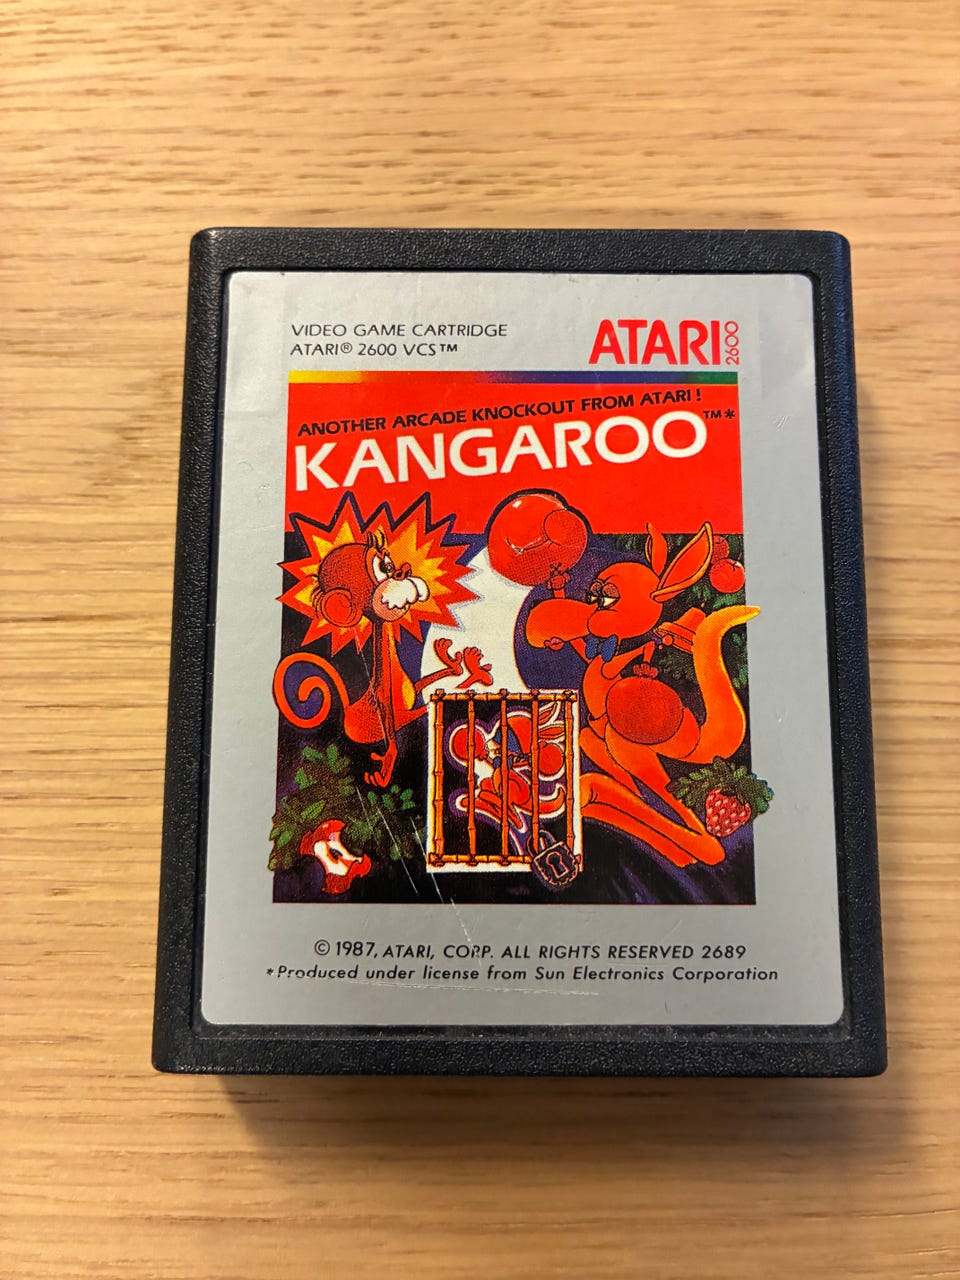 VIDEO GAME CARTRIDGE
ATARI® 2600 VCS™
ATARI 2600
ANOTHER ARCADE KNOCKOUT FROM ATARI!
KANGAROO™*
© 1987, ATARI, CORP. ALL RIGHTS RESERVED 2689
*Produced under license from Sun Electronics Corporation